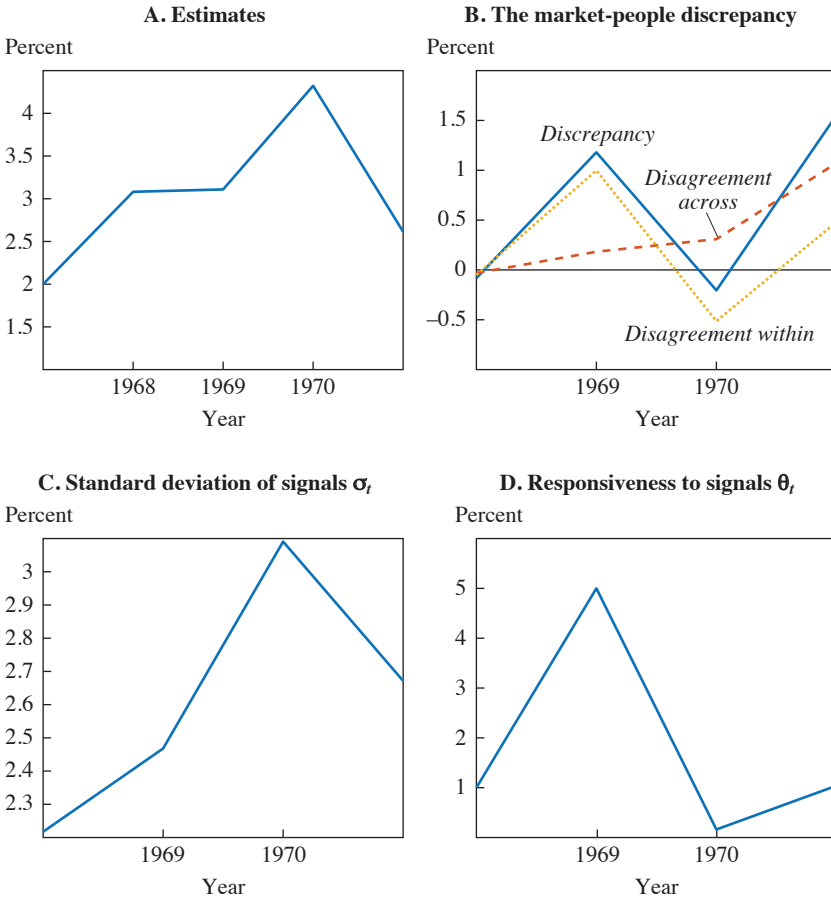 A. Estimates
Percent
4
3.5
3
2.5
2
1.5
1968 1969 1970
Year
B. The market-people discrepancy
Percent
1.5
1
0.5
0
–0.5
Discrepancy
Disagreement
across
Disagreement within
1969 1970
Year
C. Standard deviation of signals σt
Percent
3
2.9
2.8
2.7
2.6
2.5
2.4
2.3
1969 1970
Year
D. Responsiveness to signals θt
Percent
5
4
3
2
1
1969 1970
Year